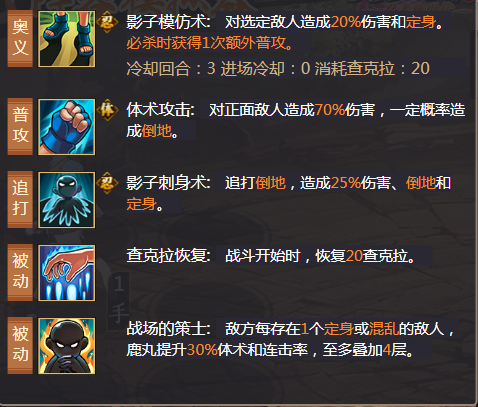 奥义
忍
影子模仿术： 对选定敌人造成20%伤害和定身。
必杀时获得1次额外普攻。
冷却回合：3 进场冷却：0 消耗查克拉：20
普攻
体
体术攻击： 对正面敌人造成70%伤害，一定概率造
成倒地。
追打
忍
影子刺身术： 追打倒地，造成25%伤害、倒地和
定身。
被动
查克拉恢复: 战斗开始时，恢复20查克拉。
1
手
被动
战场的策士: 敌方每存在1个定身或混乱的敌人，
鹿丸提升30%体术和连击率，至多叠加4层。